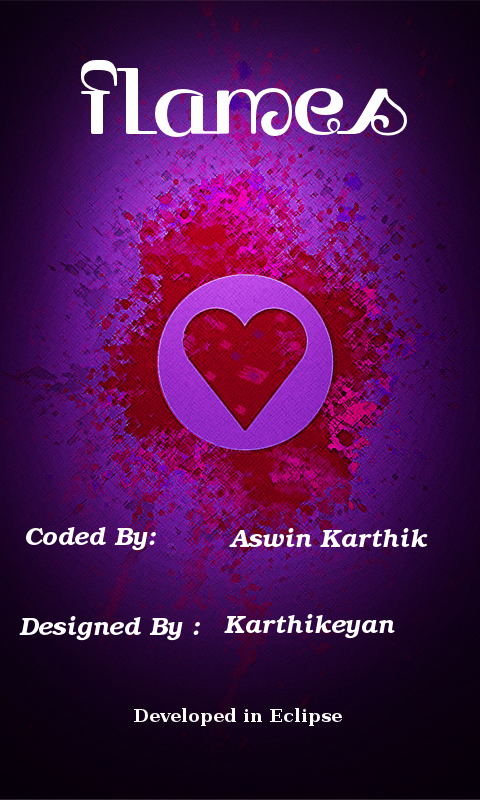 flames
Coded By: Aswin Karthik
Designed By : Karthikeyan
Developed in Eclipse